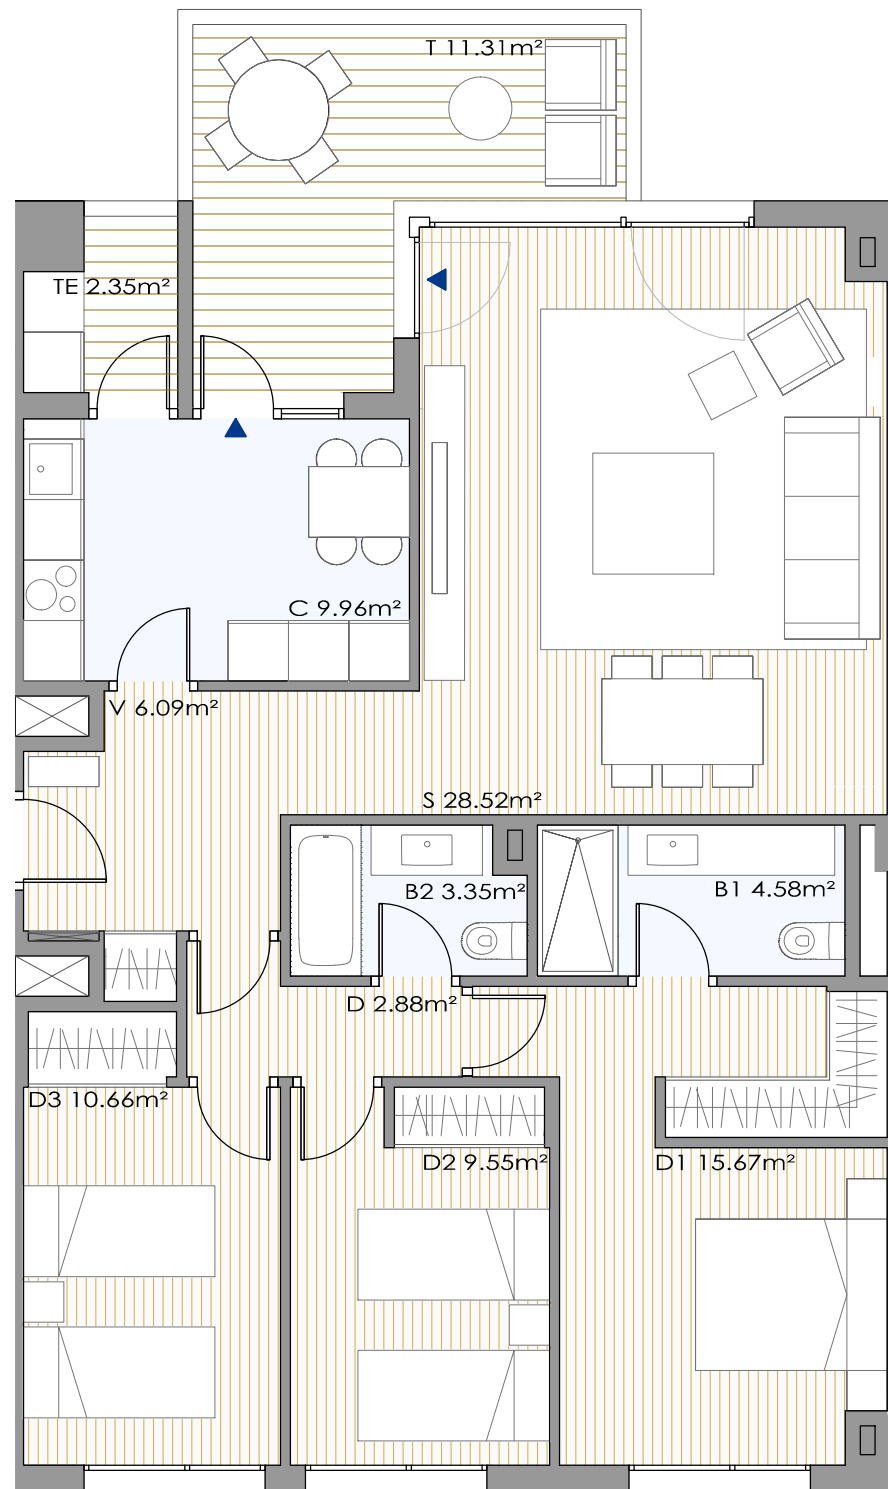 T 11.31m²
TE 2.35m²
C 9.96m²
V 6.09m²
S 28.52m²
B2 3.35m²
B1 4.58m²
D 2.88m²
D3 10.66m²
D2 9.55m²
D1 15.67m²